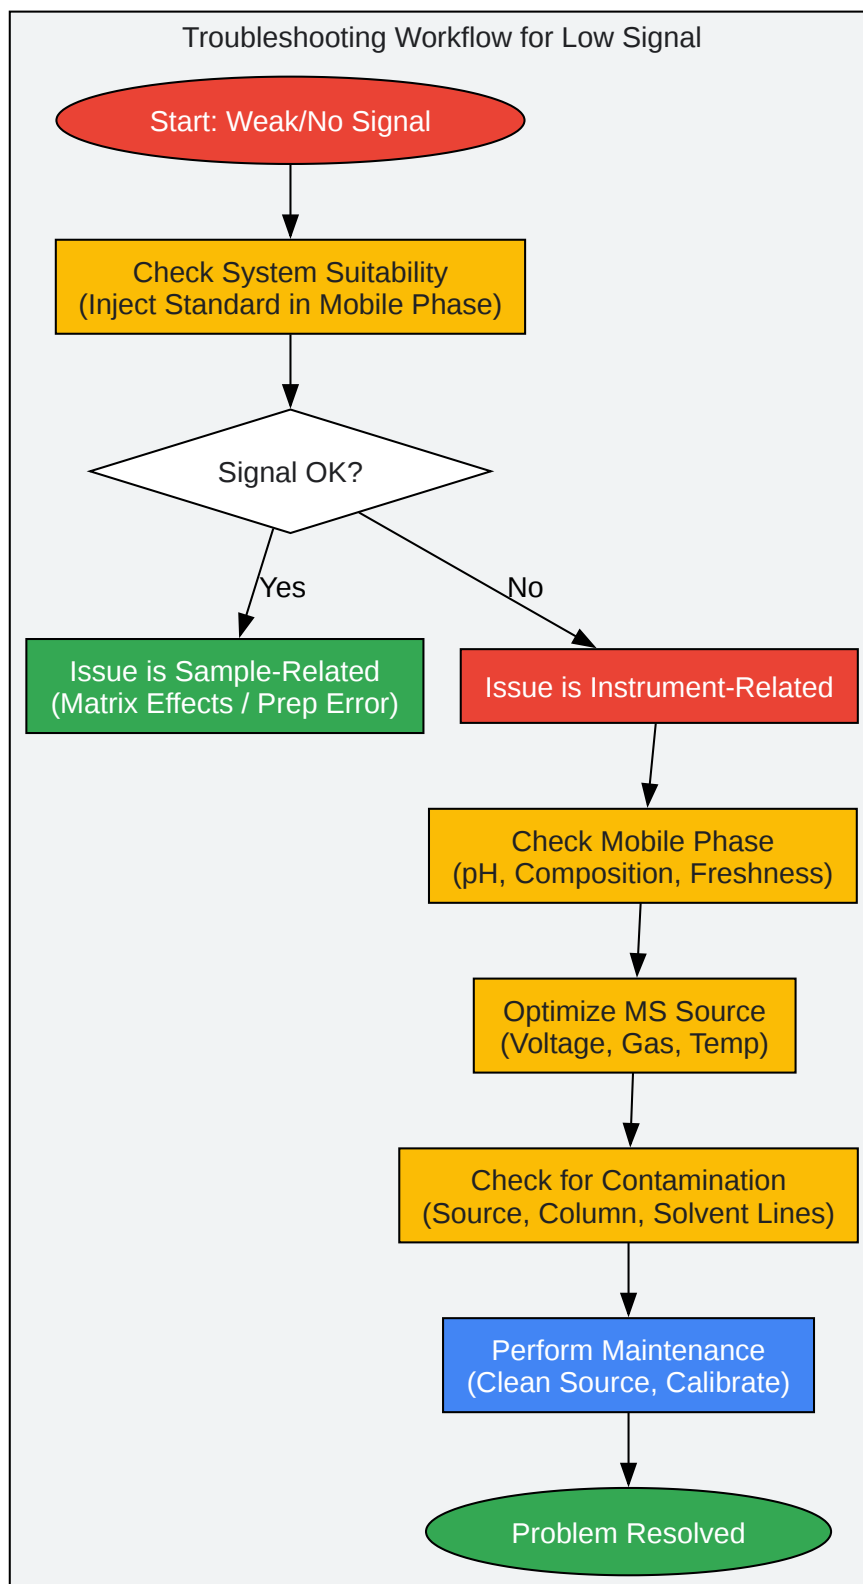 Troubleshooting Workflow for Low Signal
Start: Weak/No Signal
Check System Suitability
(Inject Standard in Mobile Phase)
Signal OK?
Yes
No
Issue is Sample-Related
(Matrix Effects / Prep Error)
Issue is Instrument-Related
Check Mobile Phase
(pH, Composition, Freshness)
Optimize MS Source
(Voltage, Gas, Temp)
Check for Contamination
(Source, Column, Solvent Lines)
Perform Maintenance
(Clean Source, Calibrate)
Problem Resolved